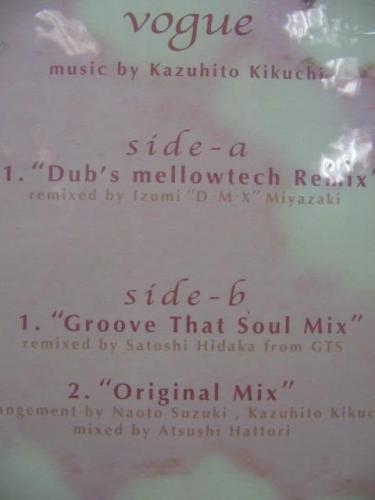 vogue
music by Kazuhito Kikuchi
side-a
1. "Dub's mellowtech Remix"
remixed by Izumi "D·M·X" Miyazaki
side-b
1. "Groove That Soul Mix"
remixed by Satoshi Hidaka from GTS
2. "Original Mix"
angement by Naoto Suzuki , Kazuhito Kikuc
mixed by Atsushi Hattori